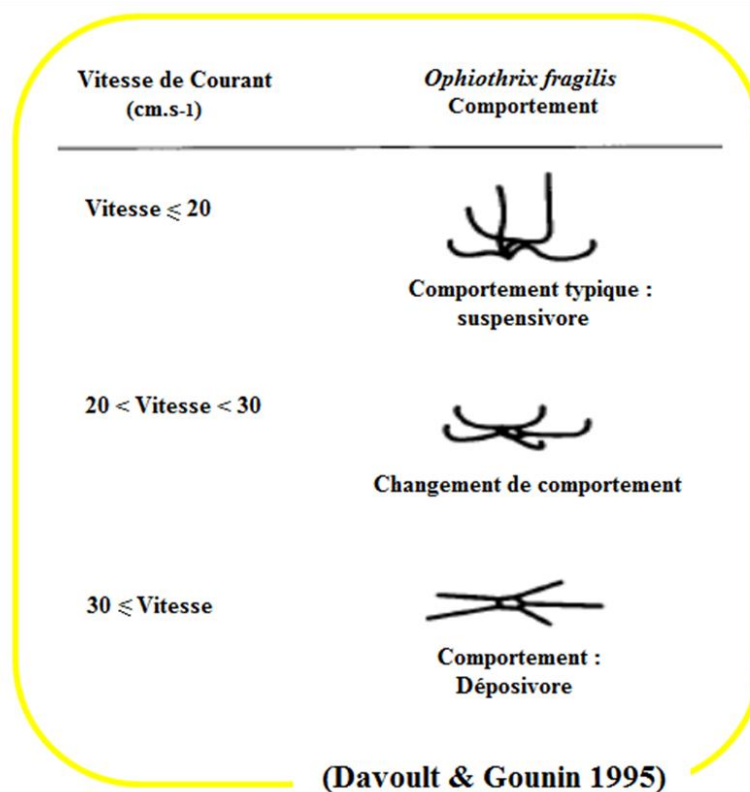 Vitesse de Courant
(cm.s-1)
Ophiothrix fragilis
Comportement
Vitesse ⩽ 20
Comportement typique :
suspensivore
20 < Vitesse < 30
Changement de comportement
30 ⩽ Vitesse
Comportement :
Déposivore
(Davoult & Gounin 1995)